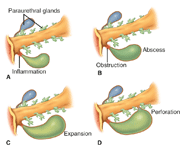 Paraurethral glands
Inflammation
A
Obstruction
Abscess
B
Expansion
C
Perforation
D